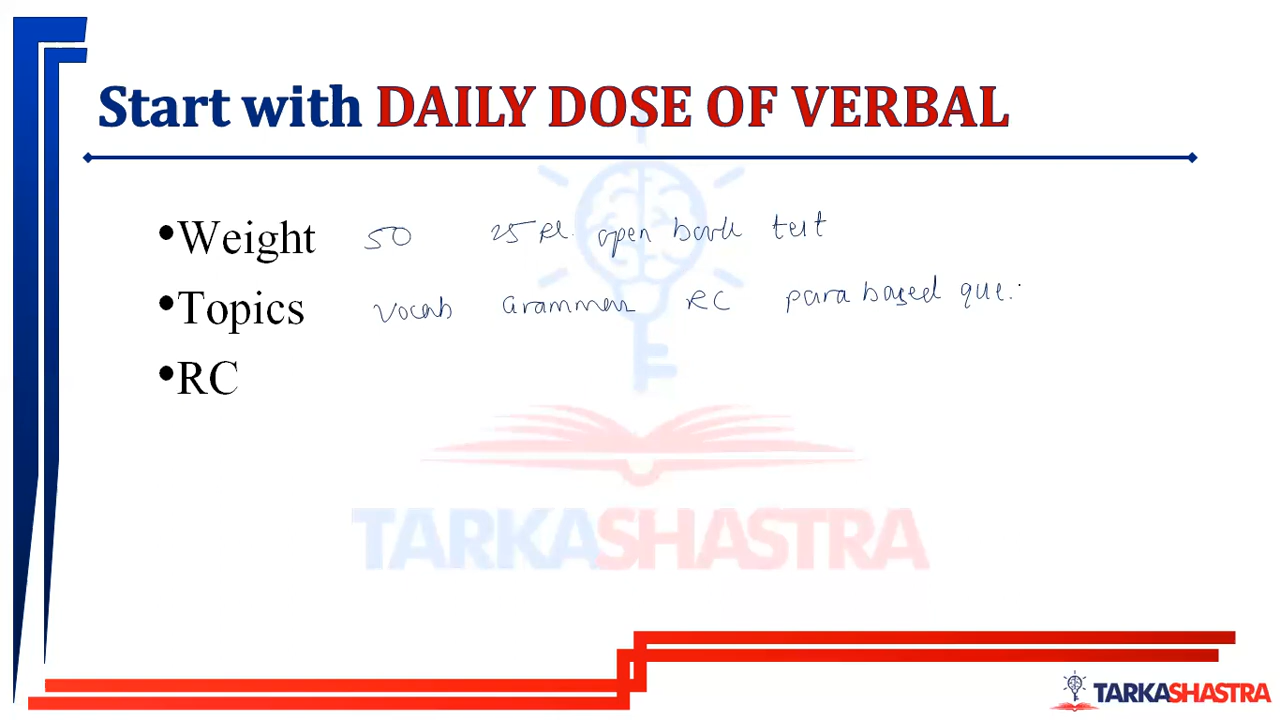 Start with DAILY DOSE OF VERBAL
•Weight 50 25 RC open book test
•Topics vocab Grammar RC para based que.
•RC
TARKASHASTRA
TARKASHASTRA